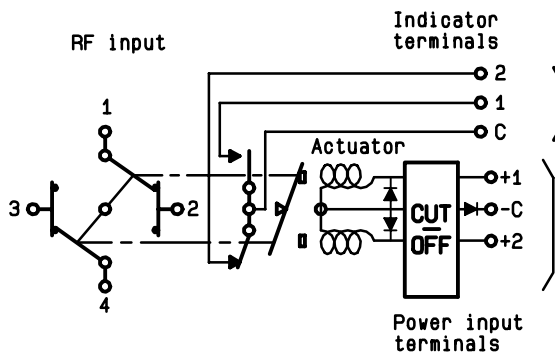 RF input
Indicator
terminals
2
1
C
1
Actuator
3
2
4
CUT
-OFF
+1
-C
+2
Power input
terminals